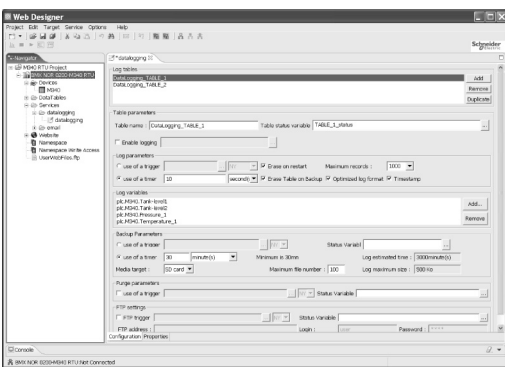 Web Designer
Project Edit Target Service Options Help
Schneider
Electric
Navigator
*datalogging
M340 RTU Project
BMX NOR 0200-M340 RTU
Devices
M340
DataTables
Services
datalogging
datalogging
email
Website
Namespace
Namespace Write Access
UserWebFiles.ftp
Log tables
DataLogging_TABLE_1
DataLogging_TABLE_2
Add
Remove
Duplicate
Table parameters
Table name : DataLogging_TABLE_1 Table status variable TABLE_1_status ...
Enable logging ...
Log parameters
use of a trigger ... Erase on restart Maximum records : 1000
use of a timer 10 second(s) Erase Table on Backup Optimized log format Timestamp
Log variables
plc.M340.Tank-level1
plc.M340.Tank-level2
plc.M340.Pressure_1
plc.M340.Temperature_1
Add...
Remove
Backup Parameters
use of a trigger ... Status Variabl ...
use of a timer 30 minute(s) Minimum is 30mn Log estimated time : 3000minute(s)
Media target : SD card Maximum file number : 100 Log maximum size : 500 Ko
Purge parameters
use of a trigger ... Status Variable ...
FTP settings
FTP trigger ... Status Variable ...
FTP address : Login : user Password : ****
Configuration Properties
Console
BMX NOR 0200-M340 RTU:Not Connected